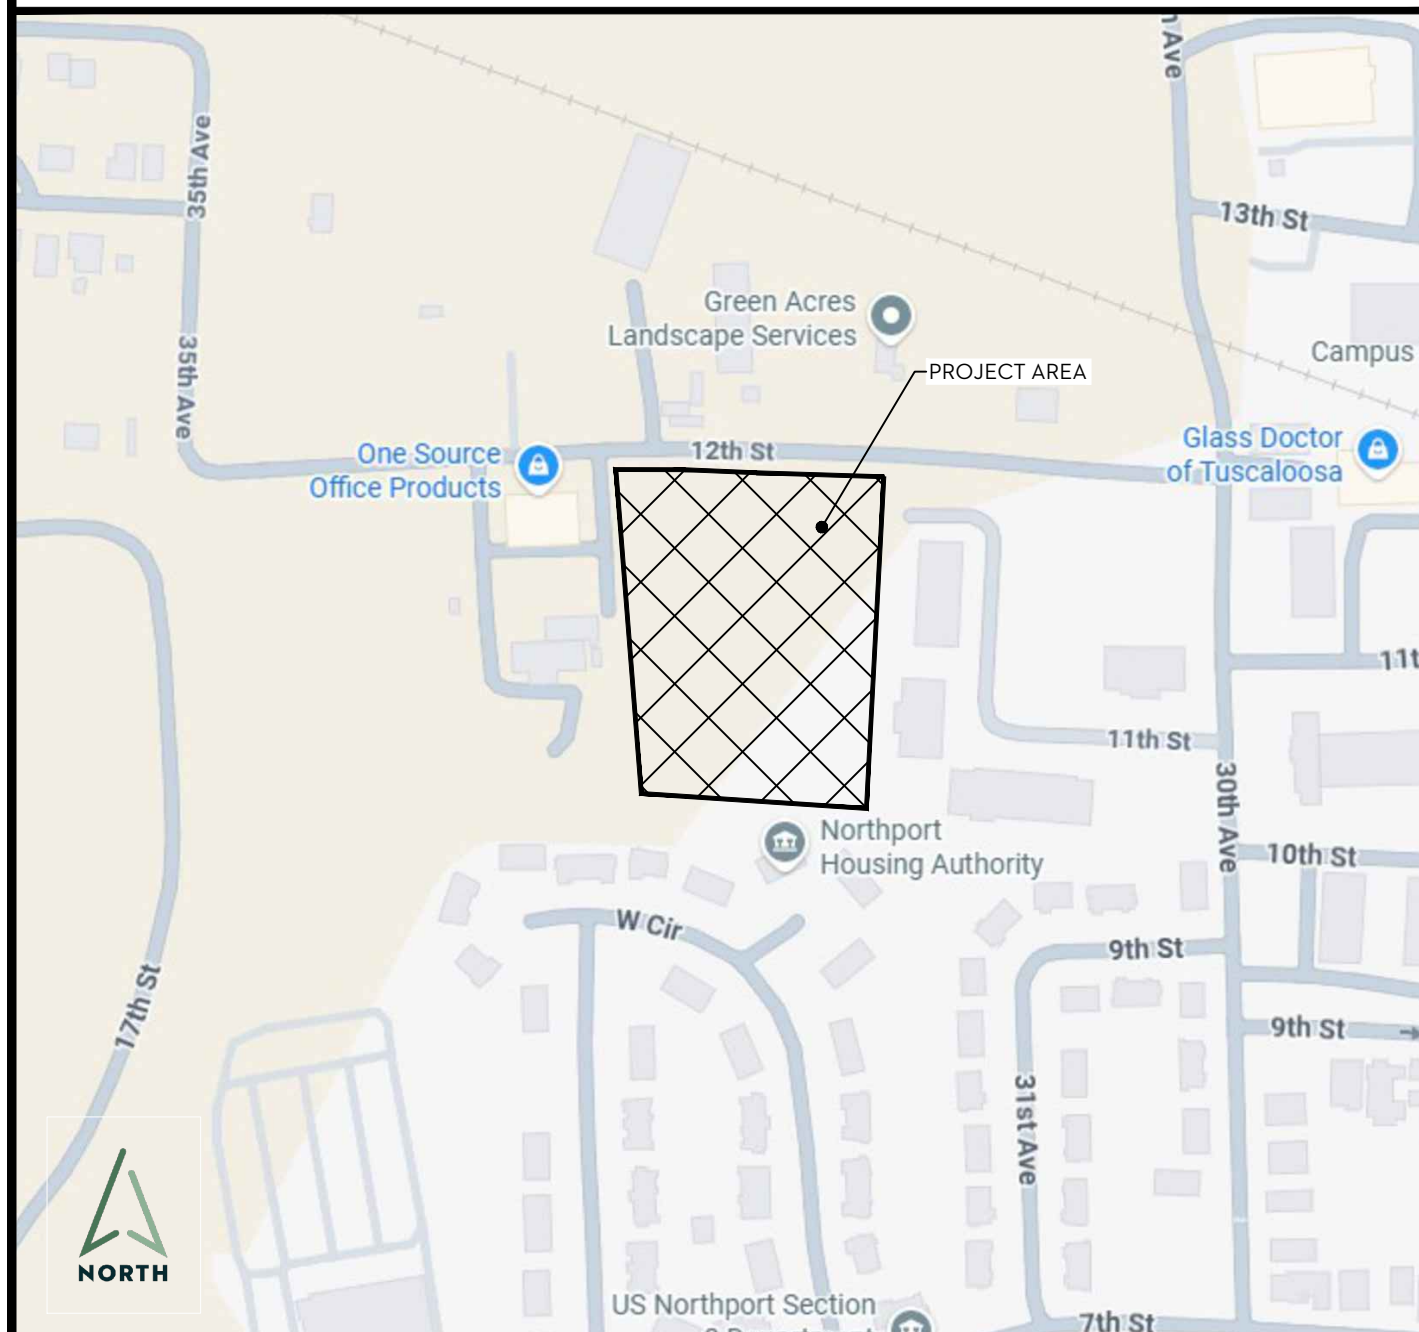 n Ave
35th Ave
13th St
Green Acres
Landscape Services
35th Ave
Campus
PROJECT AREA
12th St
One Source
Office Products
Glass Doctor
of Tuscaloosa
11t
11th St
30th Ave
Northport
Housing Authority
10th St
W Cir
9th St
17th St
9th St
31st Ave
NORTH
US Northport Section
7th St